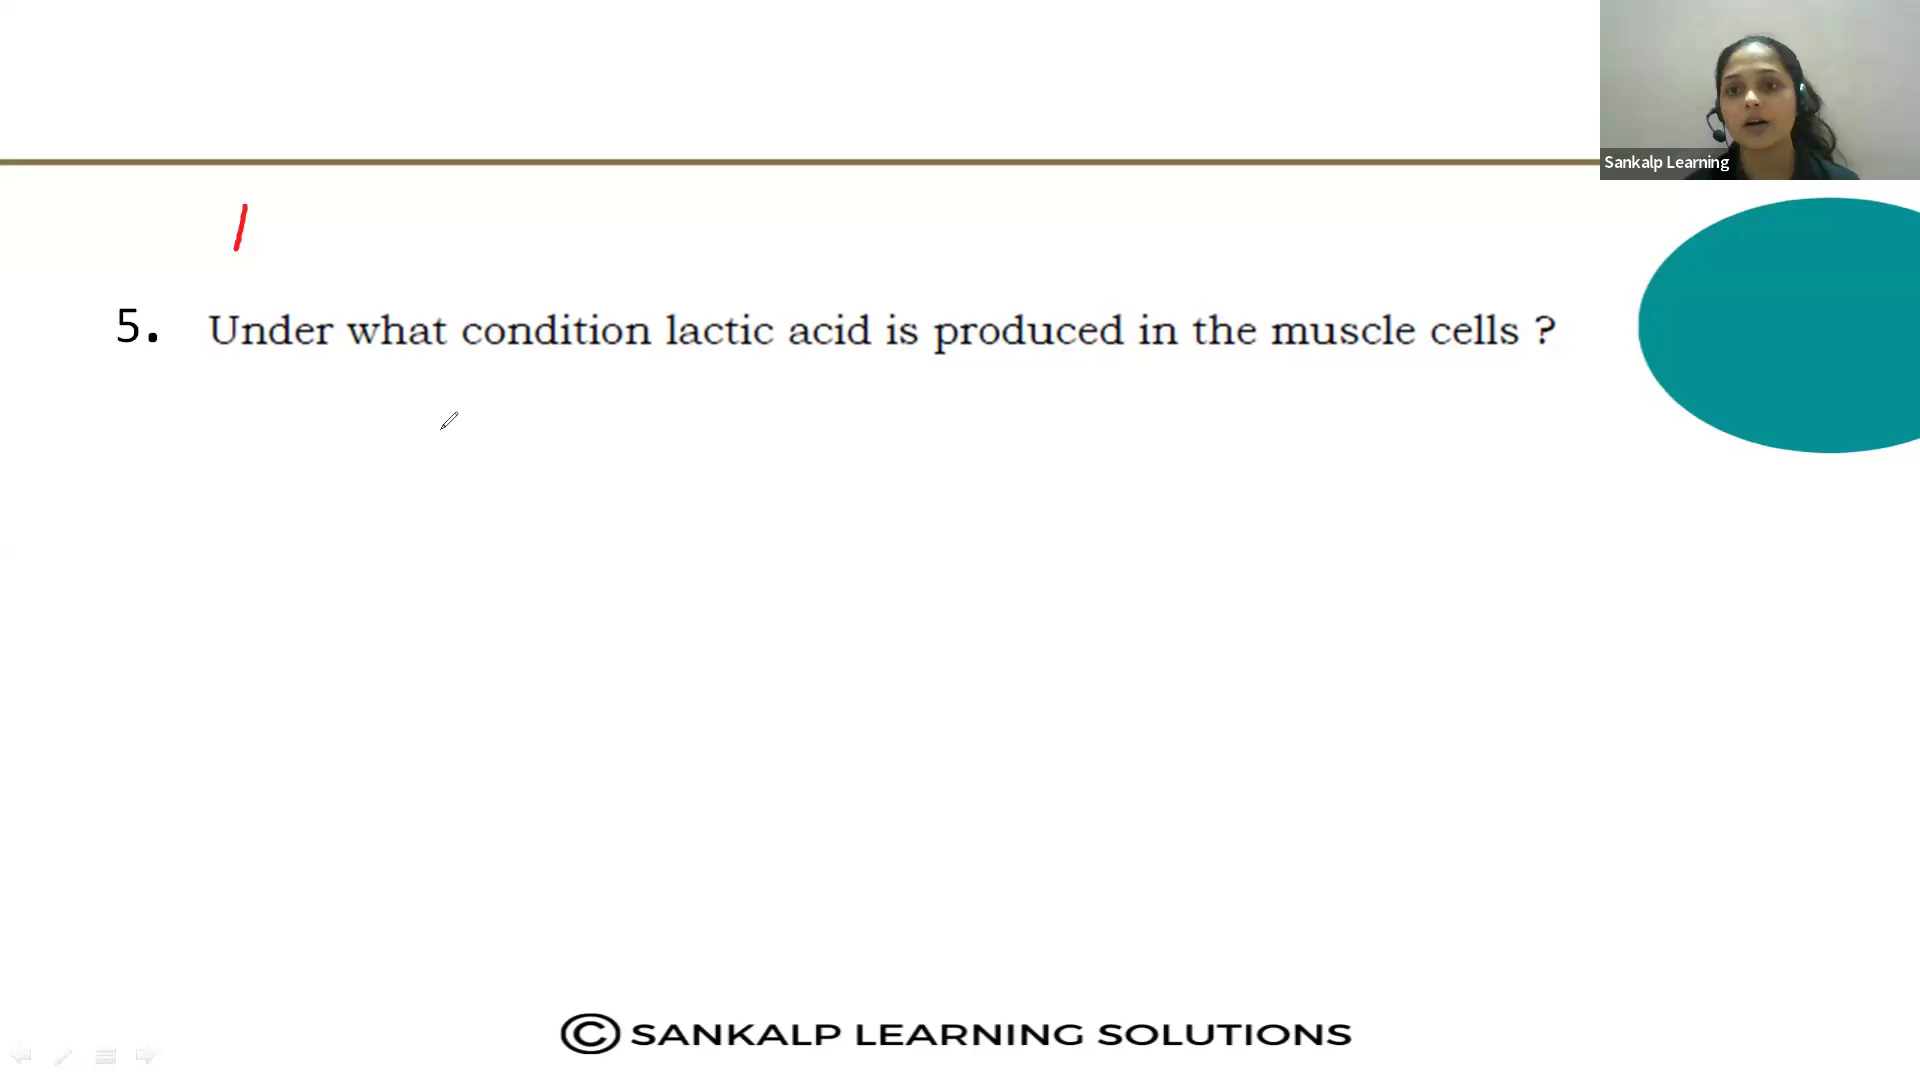 Sankalp Learning
5. Under what condition lactic acid is produced in the muscle cells ?
© SANKALP LEARNING SOLUTIONS